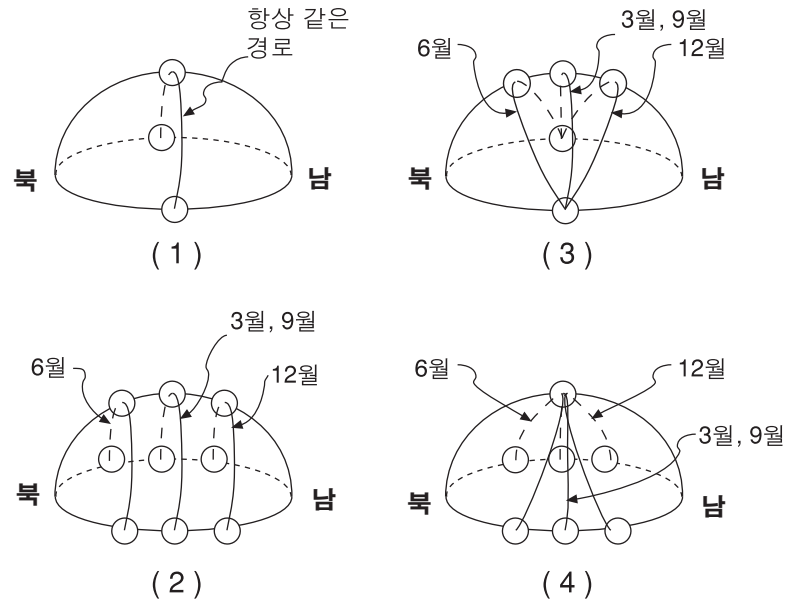 항상 같은
경로
북
남
( 1 )
6월
3월, 9월
12월
북
남
( 3 )
6월
3월, 9월
12월
북
남
( 2 )
6월
12월
3월, 9월
북
남
( 4 )